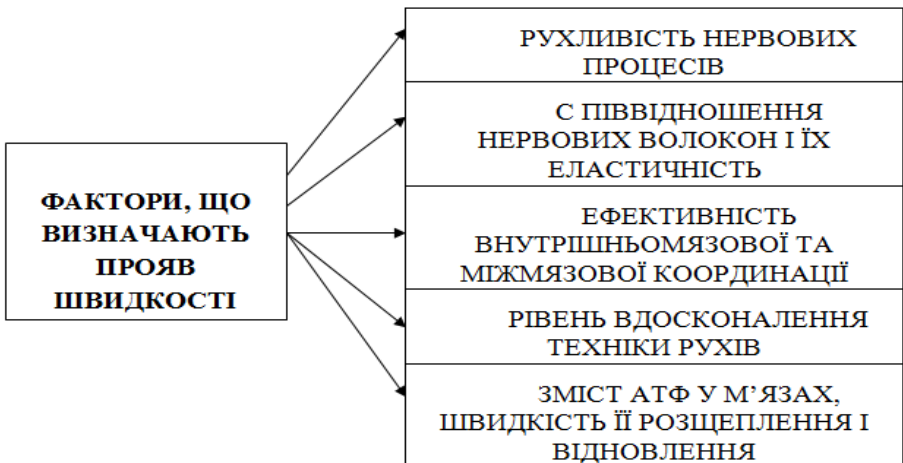 ФАКТОРИ, ЩО
ВИЗНАЧАЮТЬ
ПРОЯВ
ШВИДКОСТІ
РУХЛИВІСТЬ НЕРВОВИХ
ПРОЦЕСІВ
С ПІВВІДНОШЕННЯ
НЕРВОВИХ ВОЛОКОН І ЇХ
ЕЛАСТИЧНІСТЬ
ЕФЕКТИВНІСТЬ
ВНУТРІШНЬОМЯЗОВОЇ ТА
МІЖМЯЗОВОЇ КООРДИНАЦІЇ
РІВЕНЬ ВДОСКОНАЛЕННЯ
ТЕХНІКИ РУХІВ
ЗМІСТ АТФ У М’ЯЗАХ,
ШВИДКІСТЬ ЇЇ РОЗЩЕПЛЕННЯ І
ВІДНОВЛЕННЯ